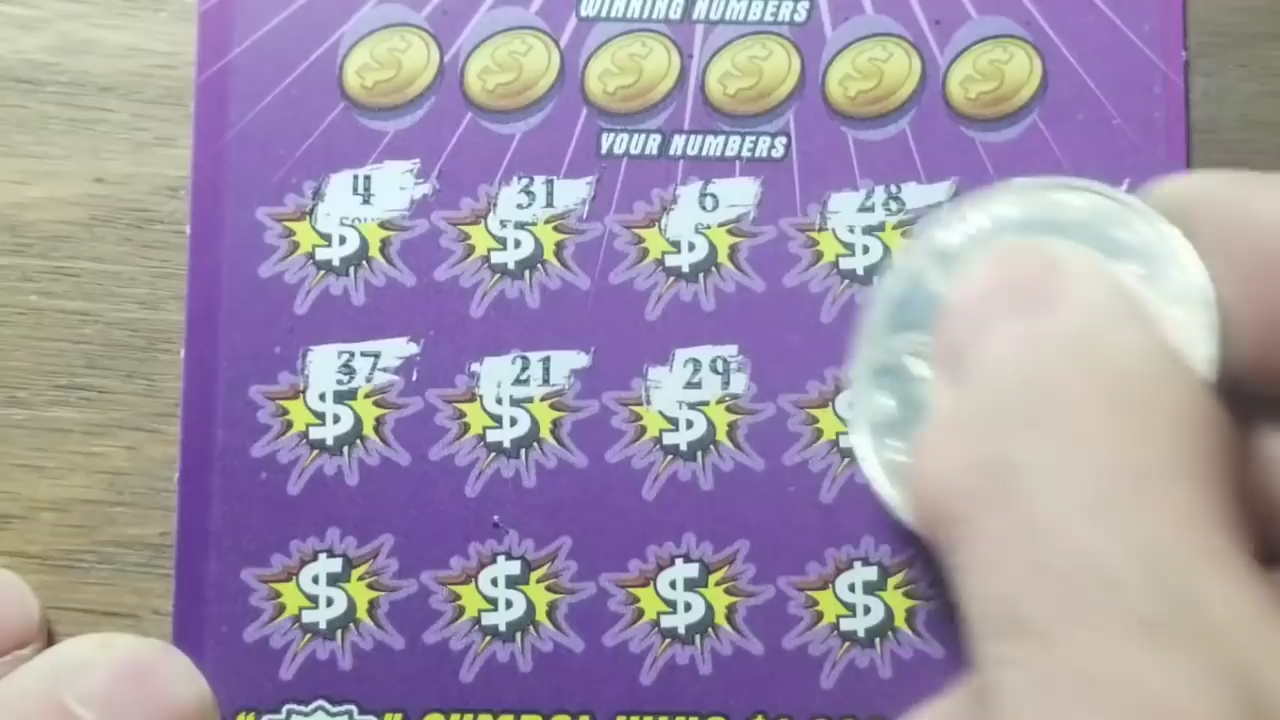 WINNING NUMBERS
YOUR NUMBERS
4 31 6 28
$ $ $ $
37 21 29
$ $ $
$ $ $ $